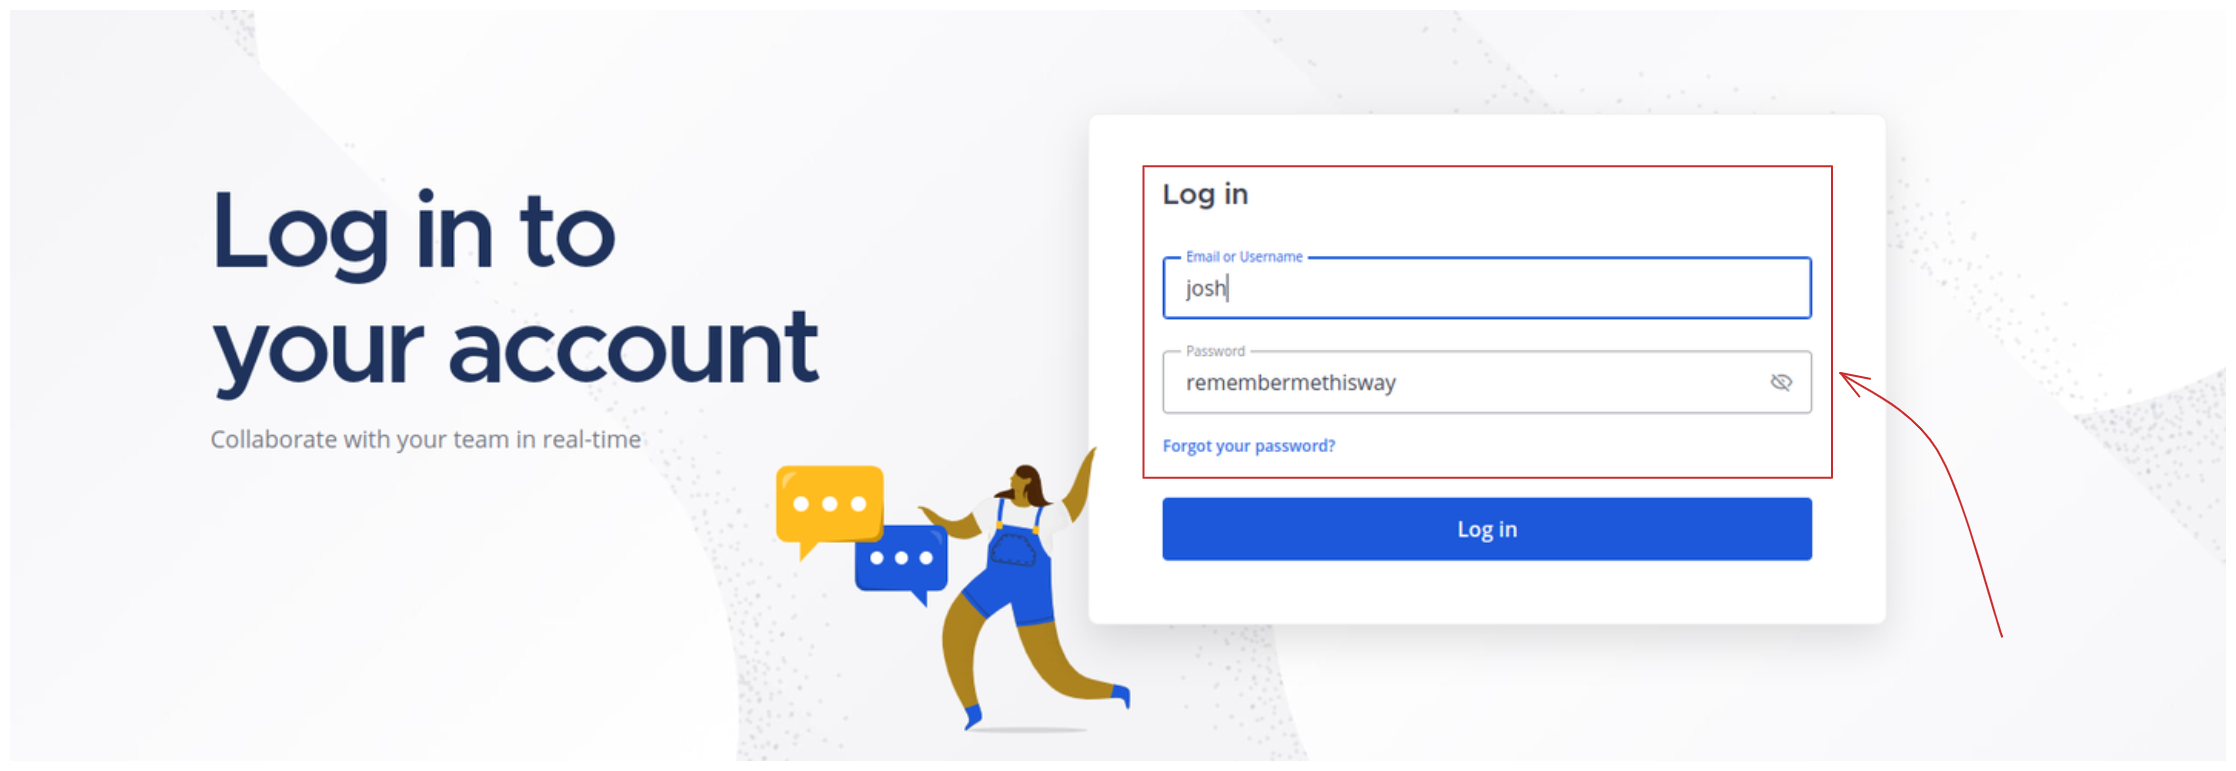 Log in to
your account
Collaborate with your team in real-time
Log in
Email or Username
josh
Password
remembermethisway
Forgot your password?
Log in